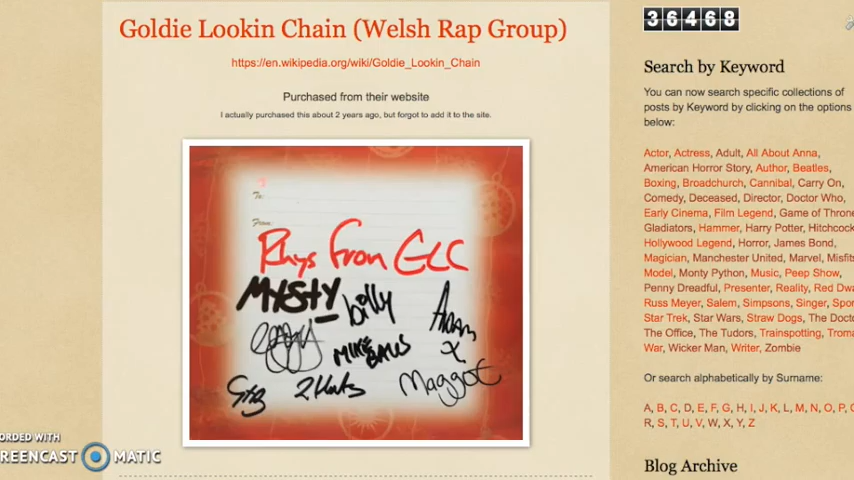 Goldie Lookin Chain (Welsh Rap Group)
https://en.wikipedia.org/wiki/Goldie_Lookin_Chain
Purchased from their website
I actually purchased this about 2 years ago, but forgot to add it to the site.
To:
From:
Rhys From GLC
MYSTY
billy
Adam
x
MIKE BALLS
2Hats
Maggot
36468
Search by Keyword
You can now search specific collections of
posts by Keyword by clicking on the options
below:
Actor, Actress, Adult, All About Anna,
American Horror Story, Author, Beatles,
Boxing, Broadchurch, Cannibal, Carry On,
Comedy, Deceased, Director, Doctor Who,
Early Cinema, Film Legend, Game of Throne
Gladiators, Hammer, Harry Potter, Hitchcock
Hollywood Legend, Horror, James Bond,
Magician, Manchester United, Marvel, Misfits
Model, Monty Python, Music, Peep Show,
Penny Dreadful, Presenter, Reality, Red Dwa
Russ Meyer, Salem, Simpsons, Singer, Spor
Star Trek, Star Wars, Straw Dogs, The Docto
The Office, The Tudors, Trainspotting, Troma
War, Wicker Man, Writer, Zombie
Or search alphabetically by Surname:
A, B, C, D, E, F, G, H, I, J, K, L, M, N, O, P, Q
R, S, T, U, V, W, X, Y, Z
Blog Archive
ORDED WITH
REENCAST MATIC